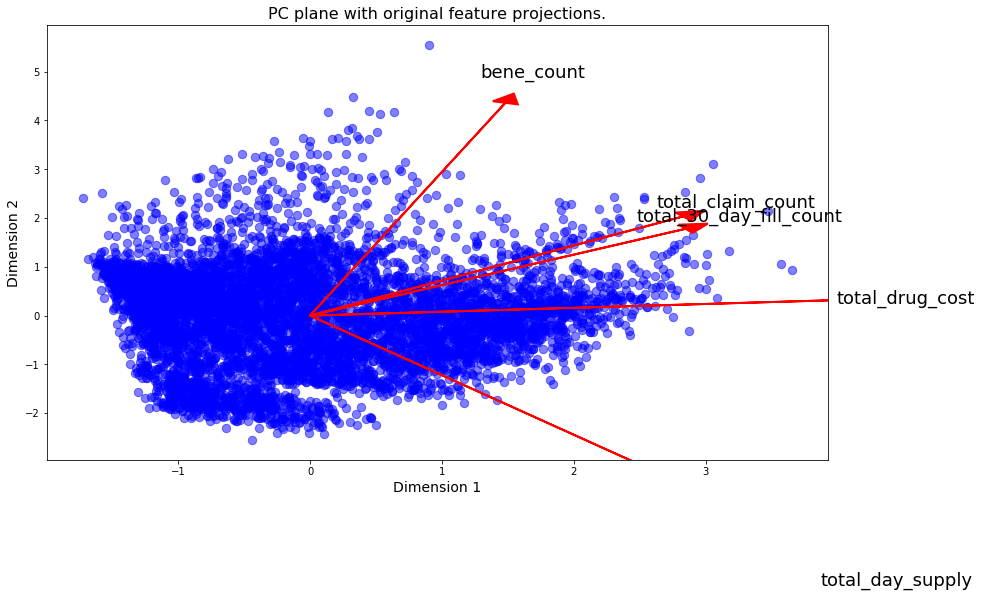 PC plane with original feature projections.
bene_count
total_claim_count
total_30_day_fill_count
total_drug_cost
total_day_supply
Dimension 2
5
4
3
2
1
0
−1
−2
−1
0
1
2
3
Dimension 1